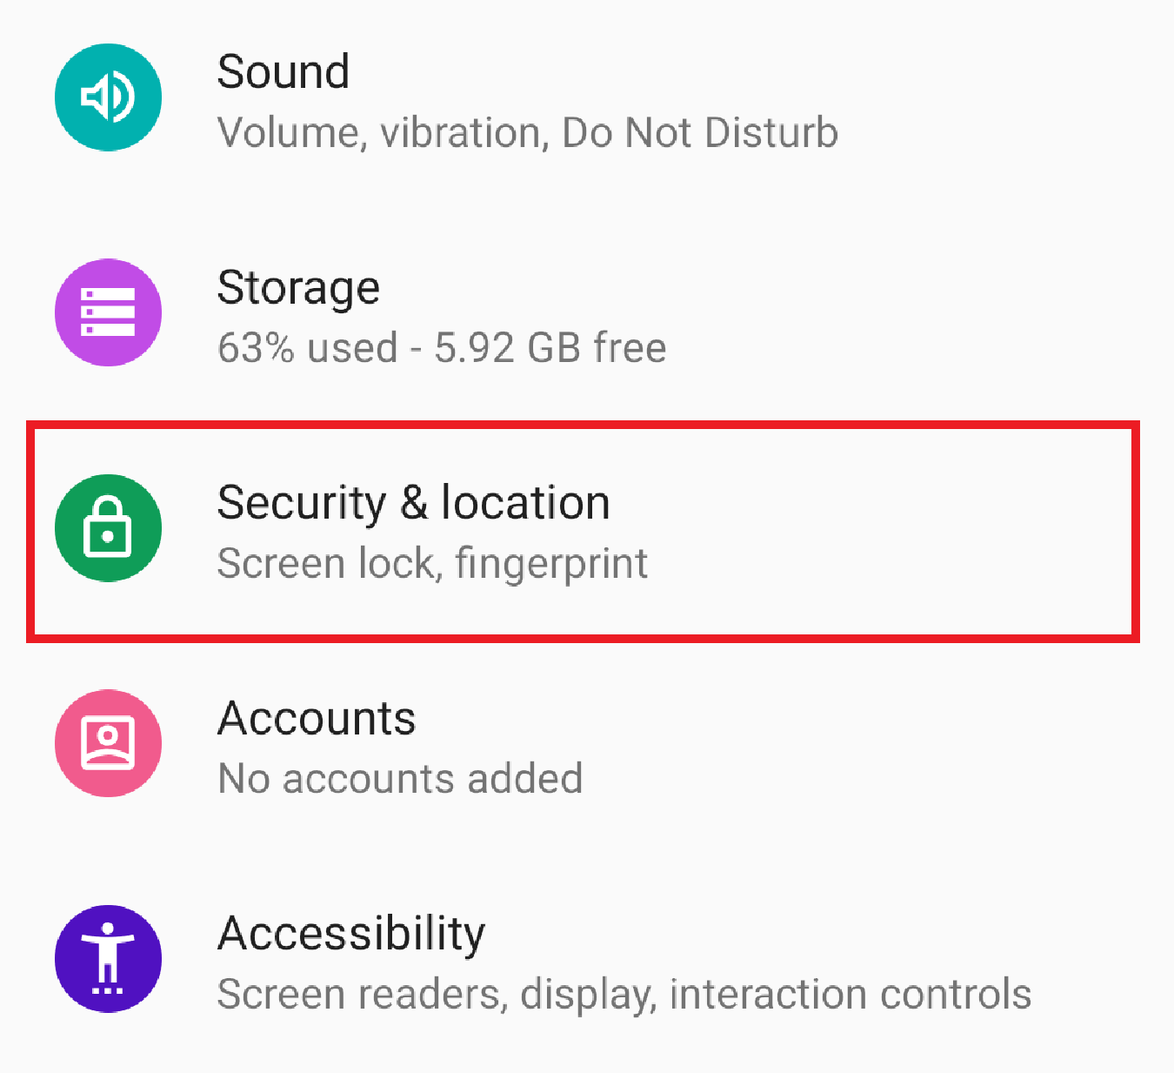 Sound
Volume, vibration, Do Not Disturb
Storage
63% used - 5.92 GB free
Security & location
Screen lock, fingerprint
Accounts
No accounts added
Accessibility
Screen readers, display, interaction controls